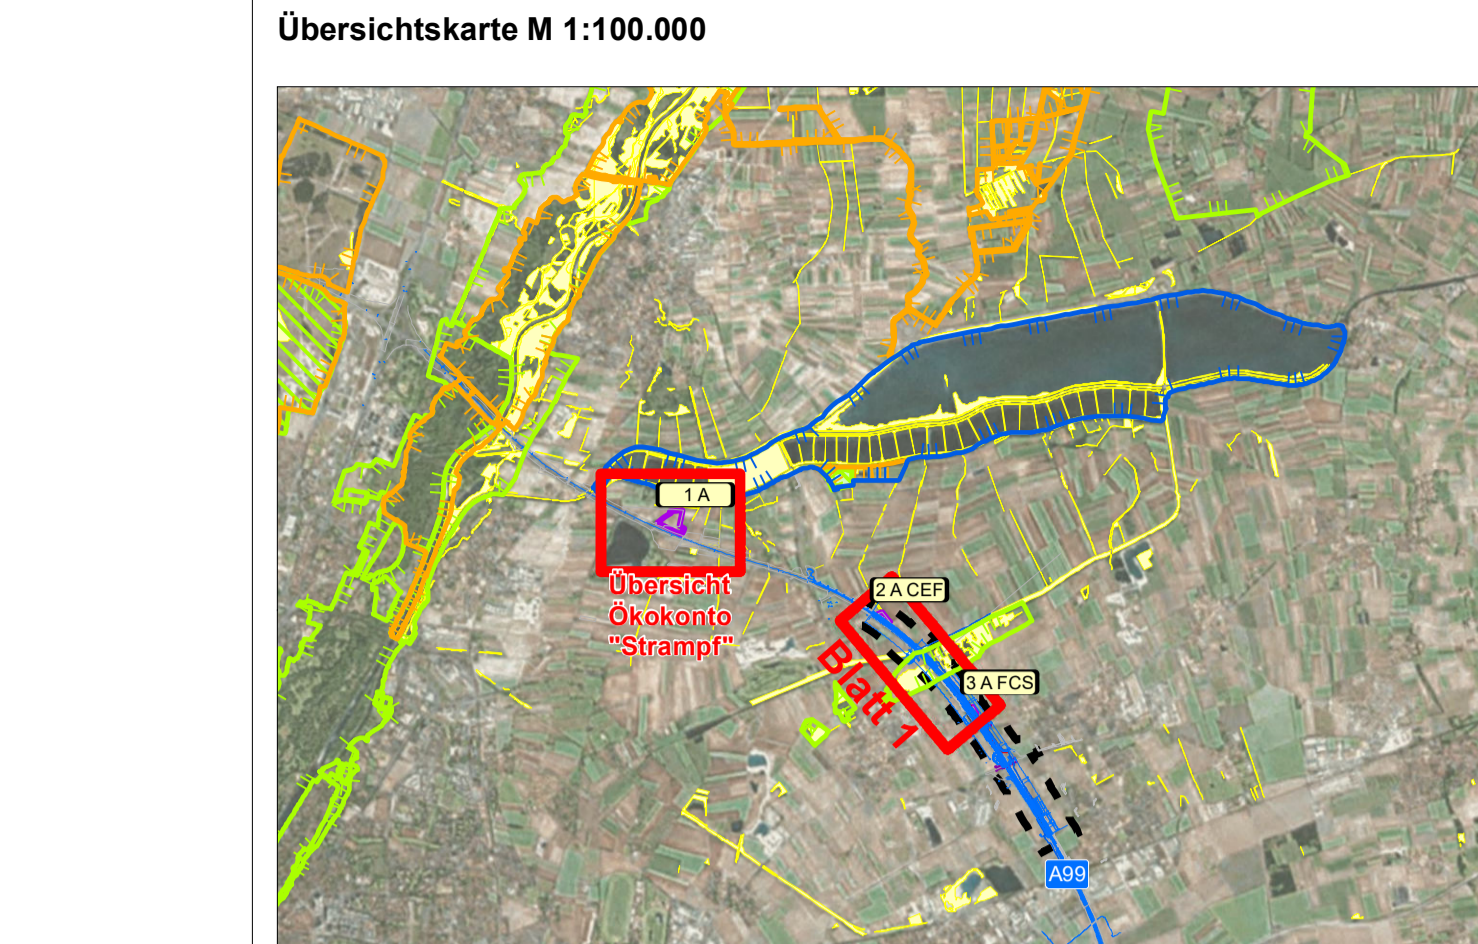 Übersichtskarte M 1:100.000
1 A
Übersicht
Ökokonto
"Strampf"
2 A CEF
Blatt 1
3 A FCS
A99